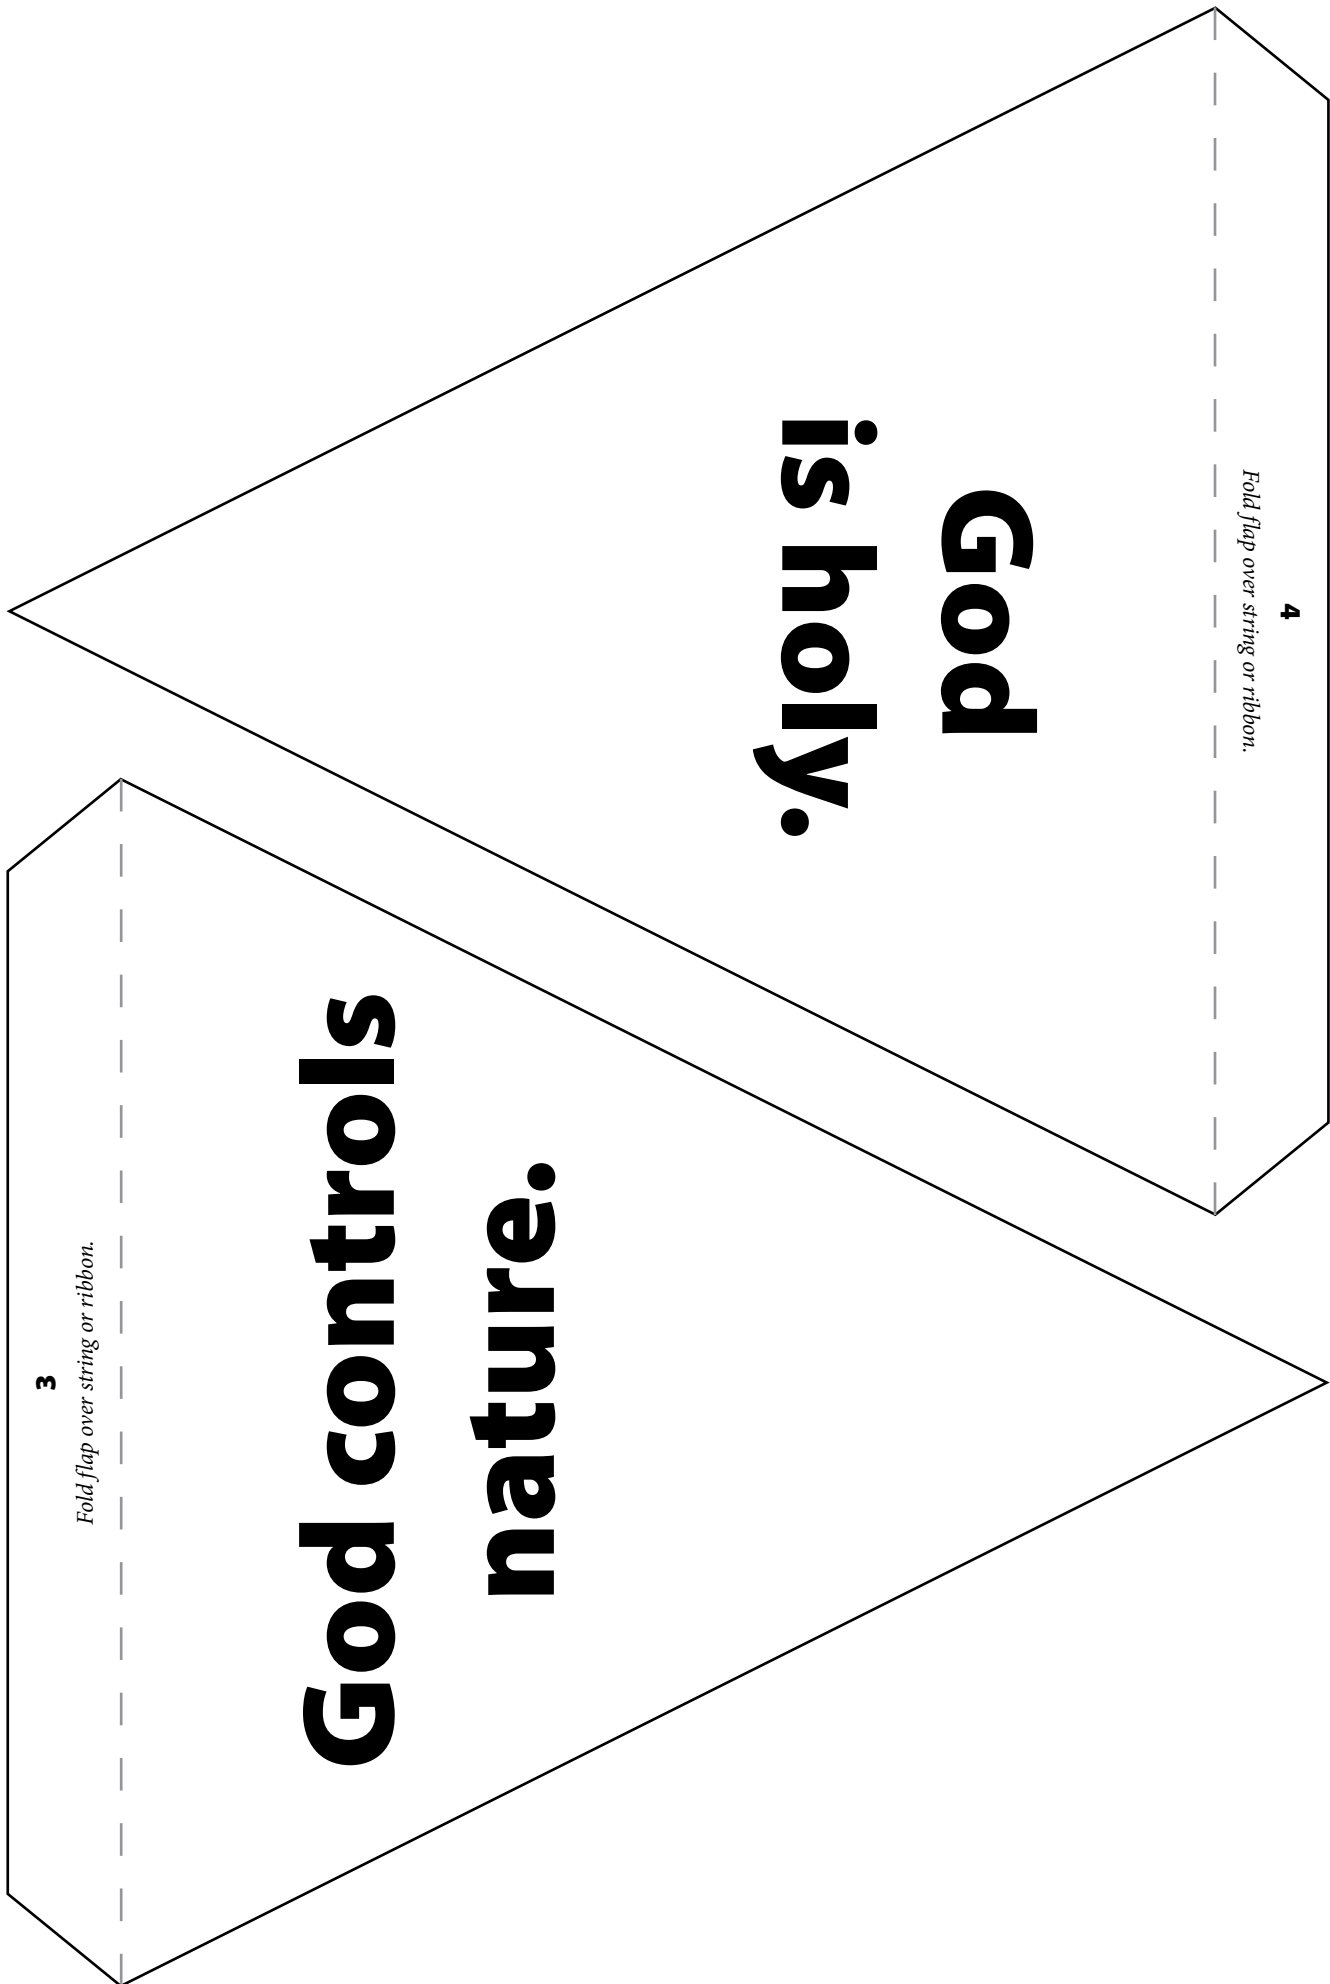 4
Fold flap over string or ribbon.
God
is holy.
3
Fold flap over string or ribbon.
God controls
nature.